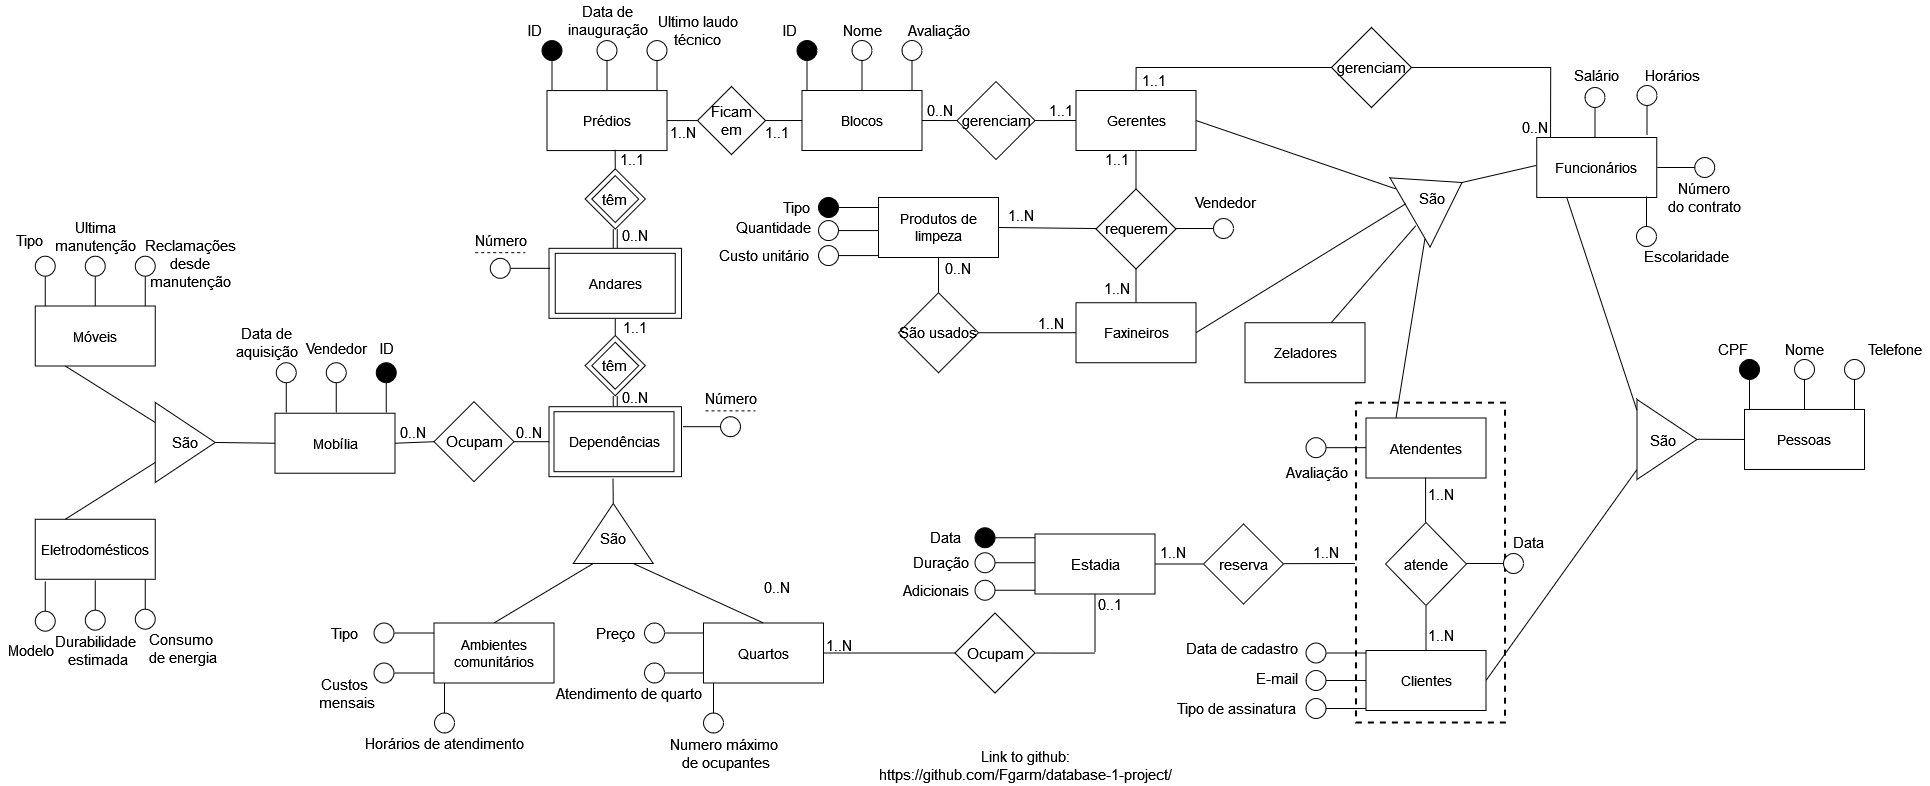 ID
Data de
inauguração
Ultimo laudo
técnico
ID
Nome
Avaliação
Prédios
1..N
Ficam
em
1..1
Blocos
0..N
gerenciam
1..1
Gerentes
1..1
gerenciam
0..N
Salário
Horários
Funcionários
Número
do contrato
Escolaridade
1..1
têm
0..N
1..1
São
Tipo
Quantidade
Custo unitário
Produtos de
limpeza
1..N
requerem
Vendedor
0..N
1..N
São usados
1..N
Faxineiros
Zeladores
Número
Andares
1..1
têm
0..N
Tipo
Ultima
manutenção
Reclamações
desde
manutenção
Móveis
Data de
aquisição
Vendedor
ID
São
Mobília
0..N
Ocupam
0..N
Dependências
Número
CPF
Nome
Telefone
São
Pessoas
Atendentes
Avaliação
1..N
atende
Data
1..N
Eletrodomésticos
Modelo
Durabilidade
estimada
Consumo
de energia
São
0..N
Data
Duração
Adicionais
Estadia
1..N
reserva
1..N
0..1
Tipo
Custos
mensais
Ambientes
comunitários
Horários de atendimento
Preço
Atendimento de quarto
Quartos
1..N
Ocupam
Numero máximo
de ocupantes
Data de cadastro
E-mail
Tipo de assinatura
Clientes
Link to github:
https://github.com/Fgarm/database-1-project/